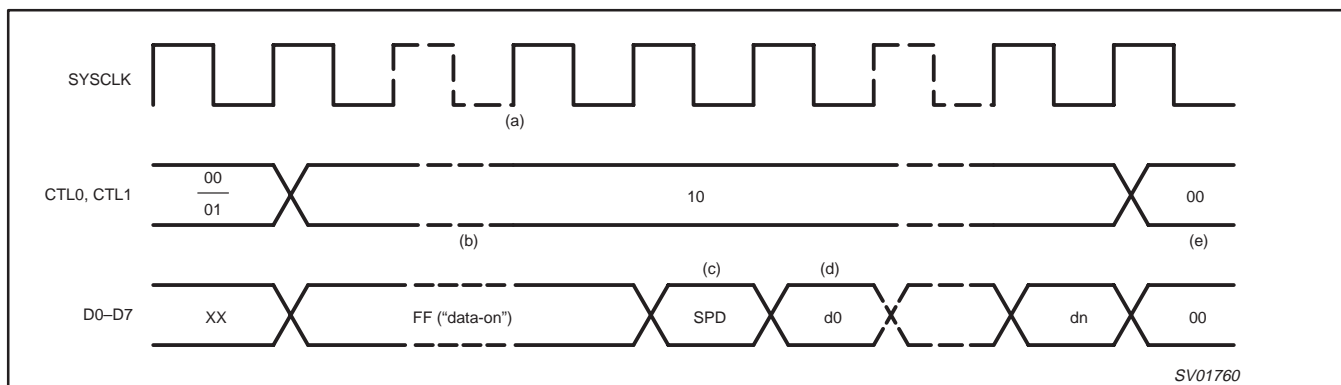 SYSCLK
(a)
CTL0, CTL1
00
01
10
00
(b)
(e)
(c)
(d)
D0–D7
XX
FF (“data-on”)
SPD
d0
dn
00
SV01760